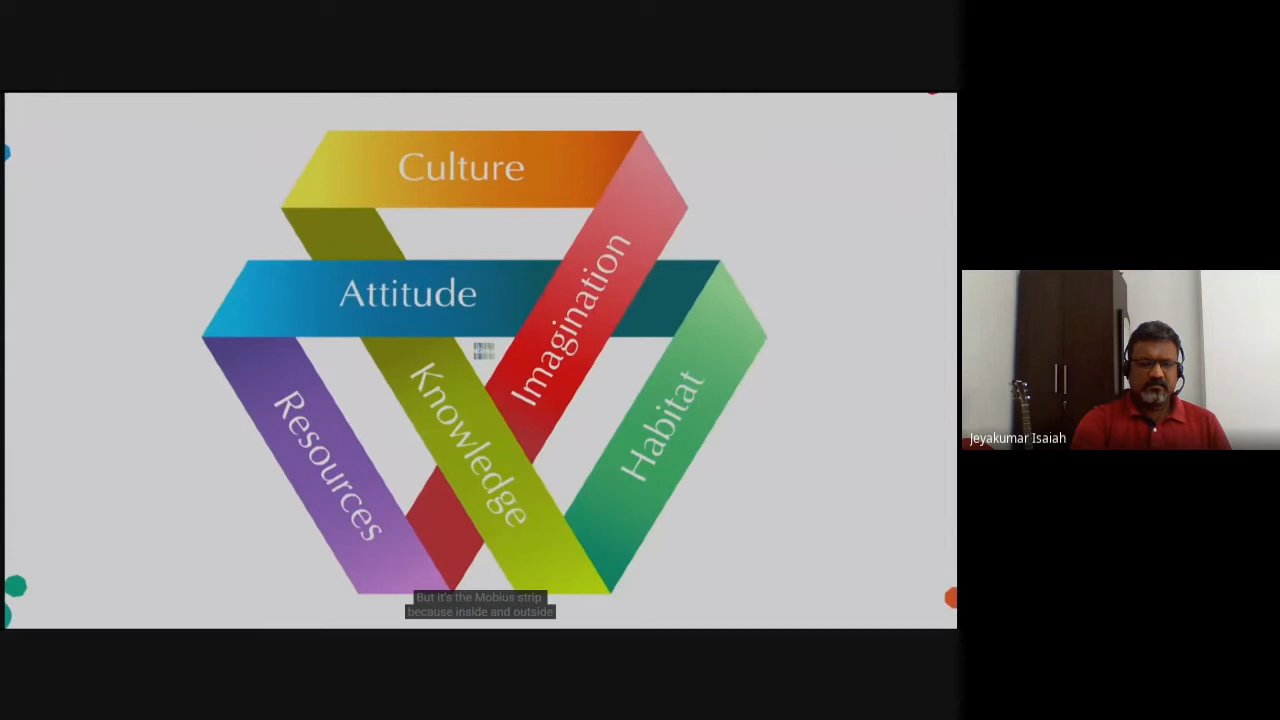 Culture
Attitude
Imagination
Knowledge
Resources
Habitat
But it's the Mobius strip
because inside and outside
Jeyakumar Isaiah